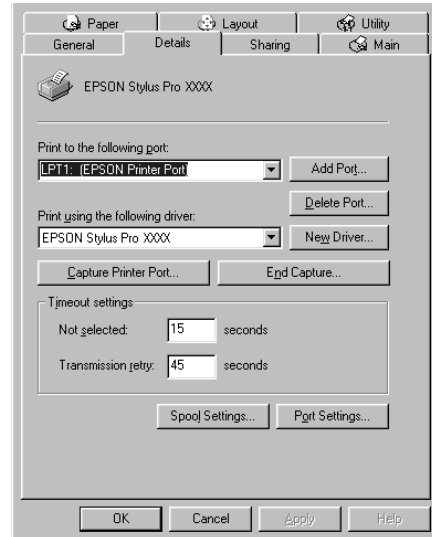 Paper Layout Utility
General Details Sharing Main
EPSON Stylus Pro XXXX
Print to the following port:
LPT1: (EPSON Printer Port) Add Port...
Delete Port...
Print using the following driver:
EPSON Stylus Pro XXXX New Driver...
Capture Printer Port... End Capture...
Timeout settings
Not selected: 15 seconds
Transmission retry: 45 seconds
Spool Settings... Port Settings...
OK Cancel Apply Help